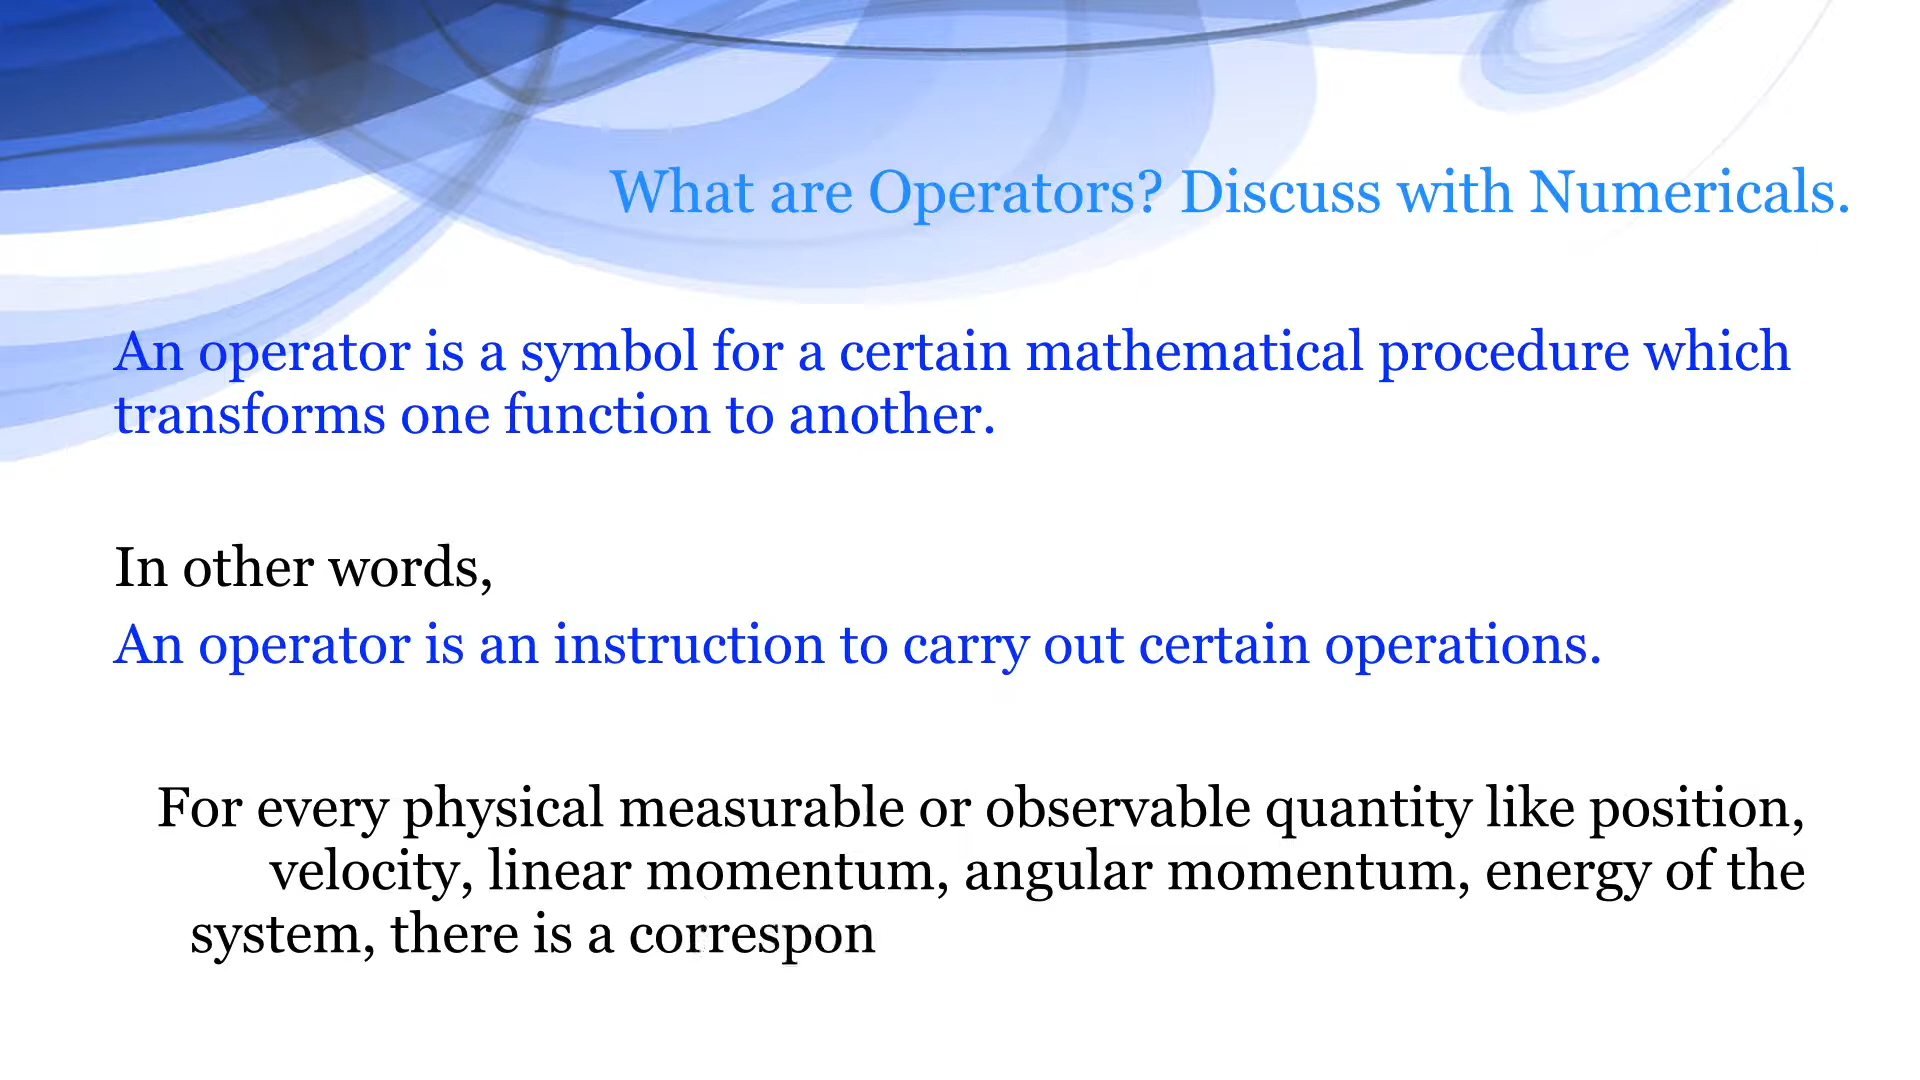 What are Operators? Discuss with Numericals.
An operator is a symbol for a certain mathematical procedure which
transforms one function to another.
In other words,
An operator is an instruction to carry out certain operations.
For every physical measurable or observable quantity like position,
velocity, linear momentum, angular momentum, energy of the
system, there is a correspon